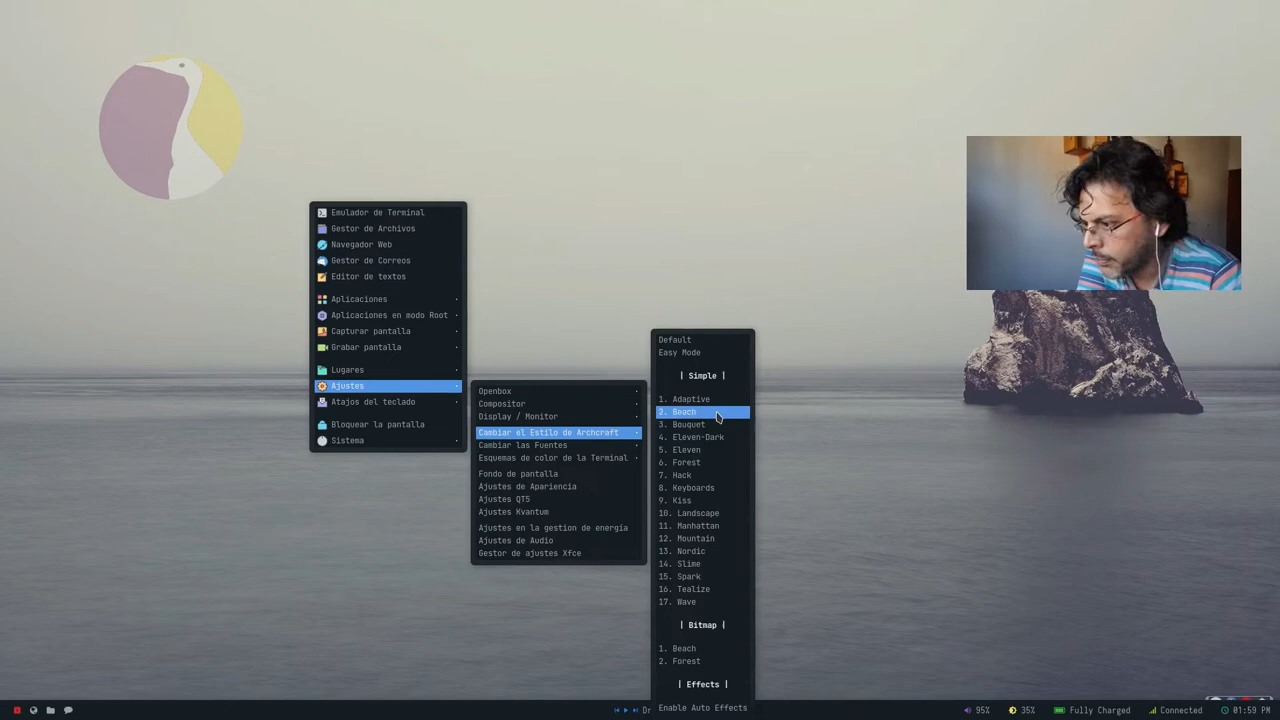 Emulador de Terminal
Gestor de Archivos
Navegador Web
Gestor de Correos
Editor de textos
Aplicaciones
Aplicaciones en modo Root
Capturar pantalla
Grabar pantalla
Lugares
Ajustes
Atajos del teclado
Bloquear la pantalla
Sistema
Openbox
Compositor
Display / Monitor
Cambiar el Estilo de Archcraft
Cambiar las Fuentes
Esquemas de color de la Terminal
Fondo de pantalla
Ajustes de Apariencia
Ajustes QT5
Ajustes Kvantum
Ajustes en la gestion de energia
Ajustes de Audio
Gestor de ajustes Xfce
Default
Easy Mode
| Simple |
1. Adaptive
2. Beach
3. Bouquet
4. Eleven-Dark
5. Eleven
6. Forest
7. Hack
8. Keyboards
9. Kiss
10. Landscape
11. Manhattan
12. Mountain
13. Nordic
14. Slime
15. Spark
16. Tealize
17. Wave
| Bitmap |
1. Beach
2. Forest
| Effects |
Enable Auto Effects
Dr
95% 35% Fully Charged Connected 01:59 PM